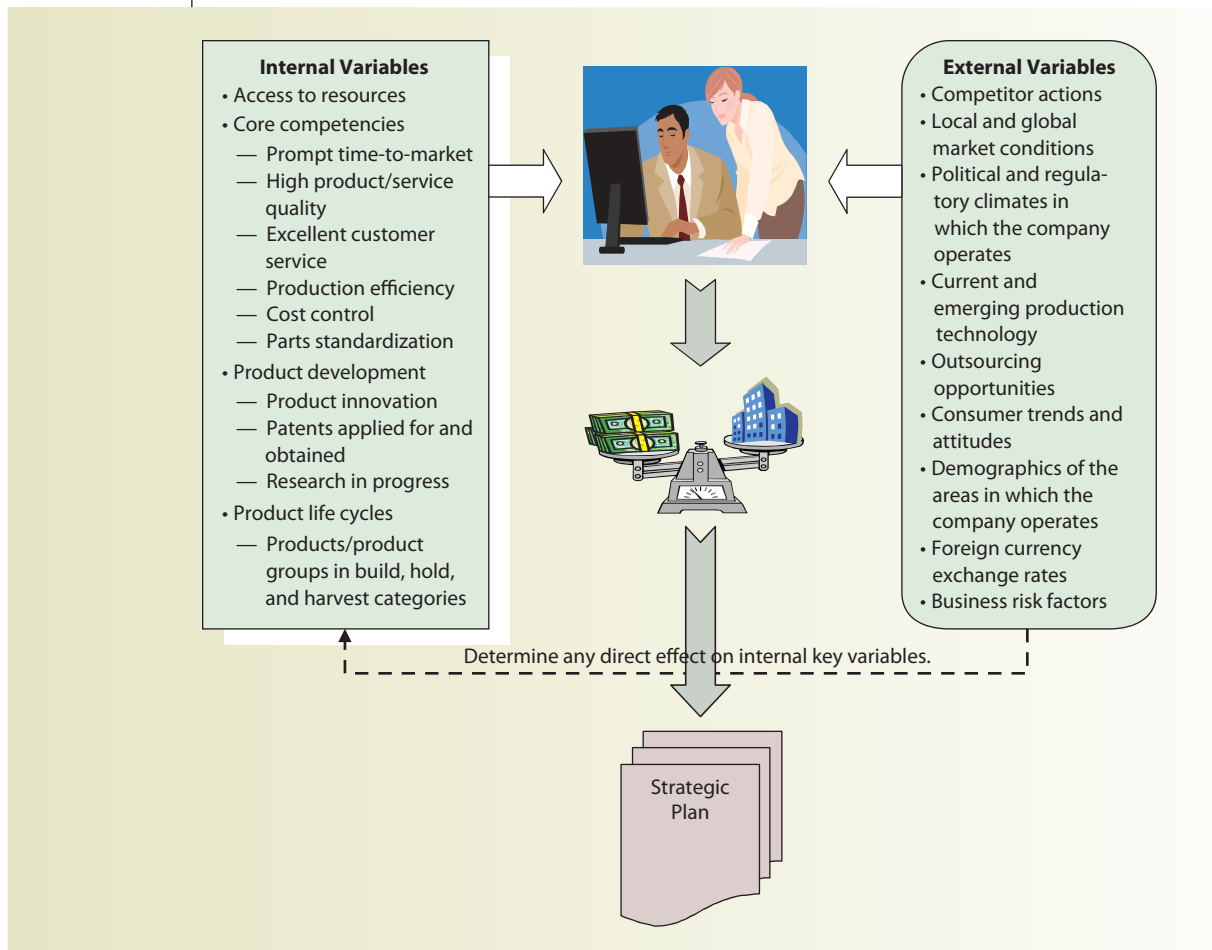 Internal Variables
• Access to resources
• Core competencies
— Prompt time-to-market
— High product/service
quality
— Excellent customer
service
— Production efficiency
— Cost control
— Parts standardization
• Product development
— Product innovation
— Patents applied for and
obtained
— Research in progress
• Product life cycles
— Products/product
groups in build, hold,
and harvest categories
External Variables
• Competitor actions
• Local and global
market conditions
• Political and regula-
tory climates in
which the company
operates
• Current and
emerging production
technology
• Outsourcing
opportunities
• Consumer trends and
attitudes
• Demographics of the
areas in which the
company operates
• Foreign currency
exchange rates
• Business risk factors
Determine any direct effect on internal key variables.
Strategic
Plan